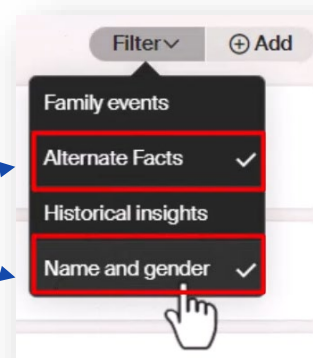 Filter Add
Family events
Alternate Facts
Historical insights
Name and gender